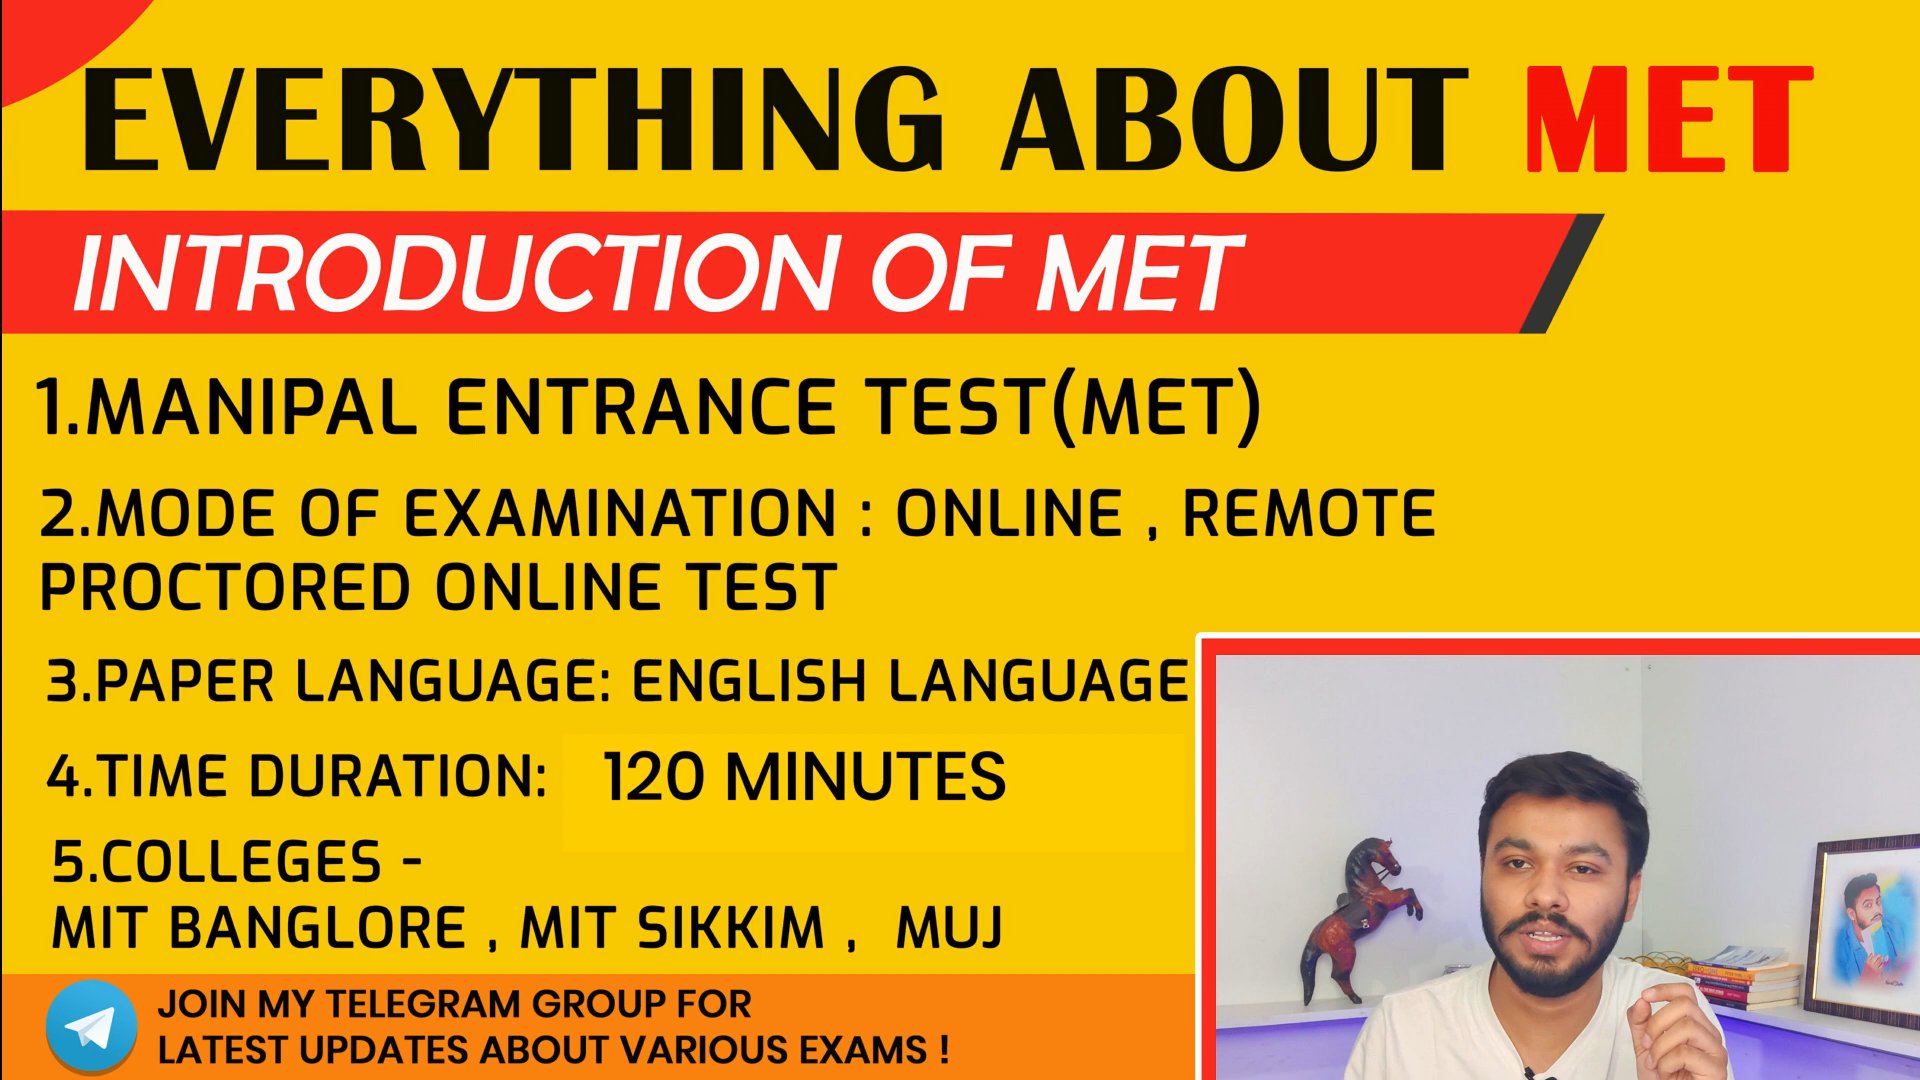 EVERYTHING ABOUT MET
INTRODUCTION OF MET
1.MANIPAL ENTRANCE TEST(MET)
2.MODE OF EXAMINATION : ONLINE , REMOTE
PROCTORED ONLINE TEST
3.PAPER LANGUAGE: ENGLISH LANGUAGE
4.TIME DURATION: 120 MINUTES
5.COLLEGES -
MIT BANGLORE , MIT SIKKIM , MUJ
JOIN MY TELEGRAM GROUP FOR
LATEST UPDATES ABOUT VARIOUS EXAMS !